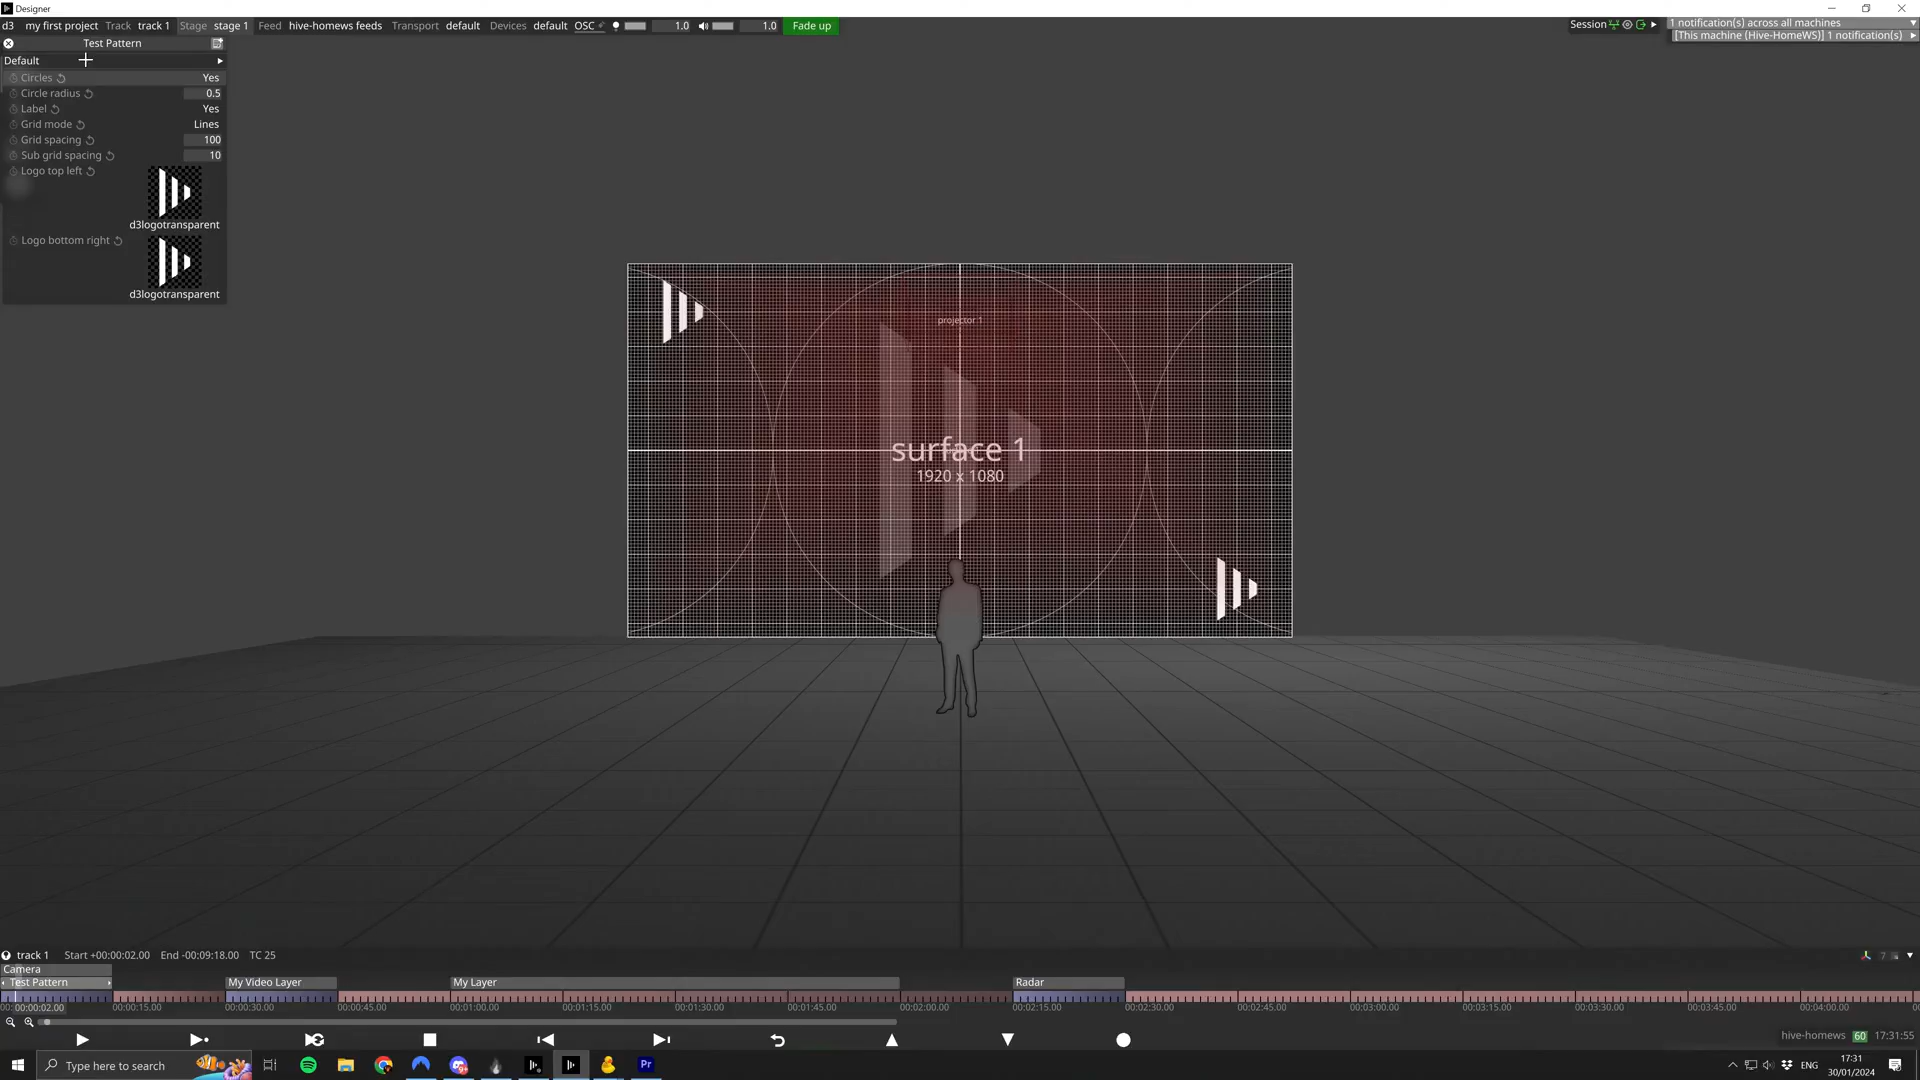 Designer
d3 my first project Track track 1 Stage stage 1 Feed hive-homews feeds Transport default Devices default OSC 1.0 1.0 Fade up Session
1 notification(s) across all machines
[This machine (Hive-HomeWS)] 1 notification(s)
Test Pattern
Default
Circles Yes
Circle radius 0.5
Label Yes
Grid mode Lines
Grid spacing 100
Sub grid spacing 10
Logo top left
d3logotransparent
Logo bottom right
d3logotransparent
projector 1
surface 1
1920 x 1080
track 1 Start +00:00:02.00 End -00:09:18.00 TC 25 7
Camera
Test Pattern My Video Layer My Layer Radar
00:00:02.00 00:00:15.00 00:00:30.00 00:00:45.00 00:01:00.00 00:01:15.00 00:01:30.00 00:01:45.00 00:02:00.00 00:02:15.00 00:02:30.00 00:02:45.00 00:03:00.00 00:03:15.00 00:03:30.00 00:03:45.00 00:04:00.00
hive-homews 60 17:31:55
Type here to search
Pr
ENG
17:31
30/01/2024